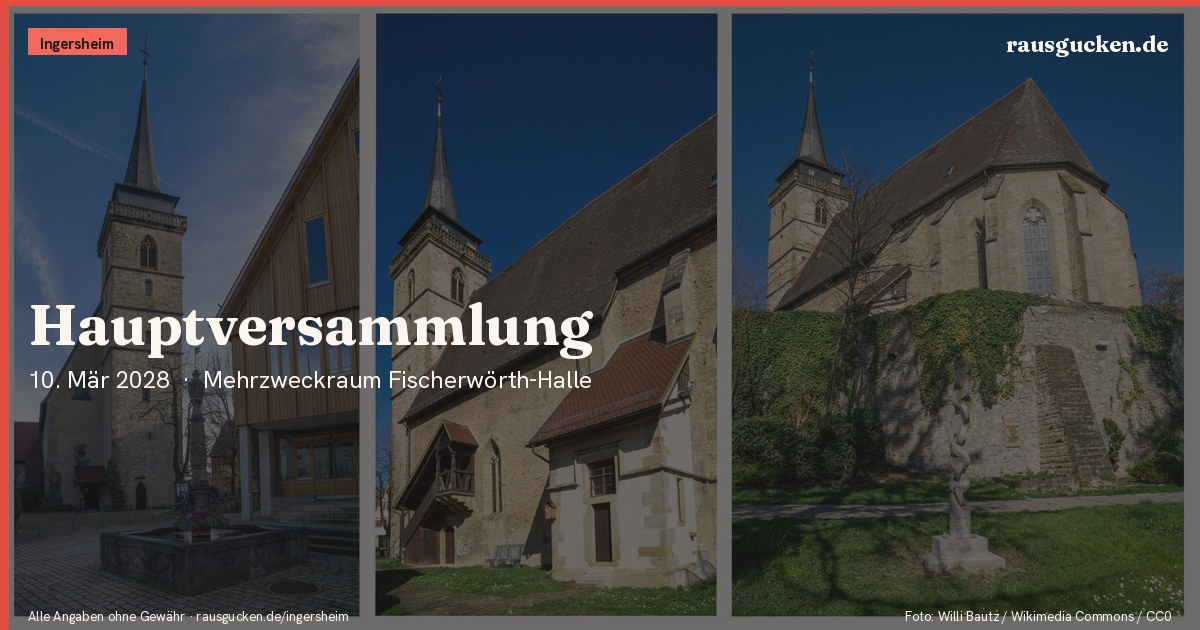 Ingersheim
rausgucken.de
Hauptversammlung
10. Mär 2028 · Mehrzweckraum Fischerwörth-Halle
Alle Angaben ohne Gewähr · rausgucken.de/ingersheim
Foto: Willi Bautz / Wikimedia Commons / CC0